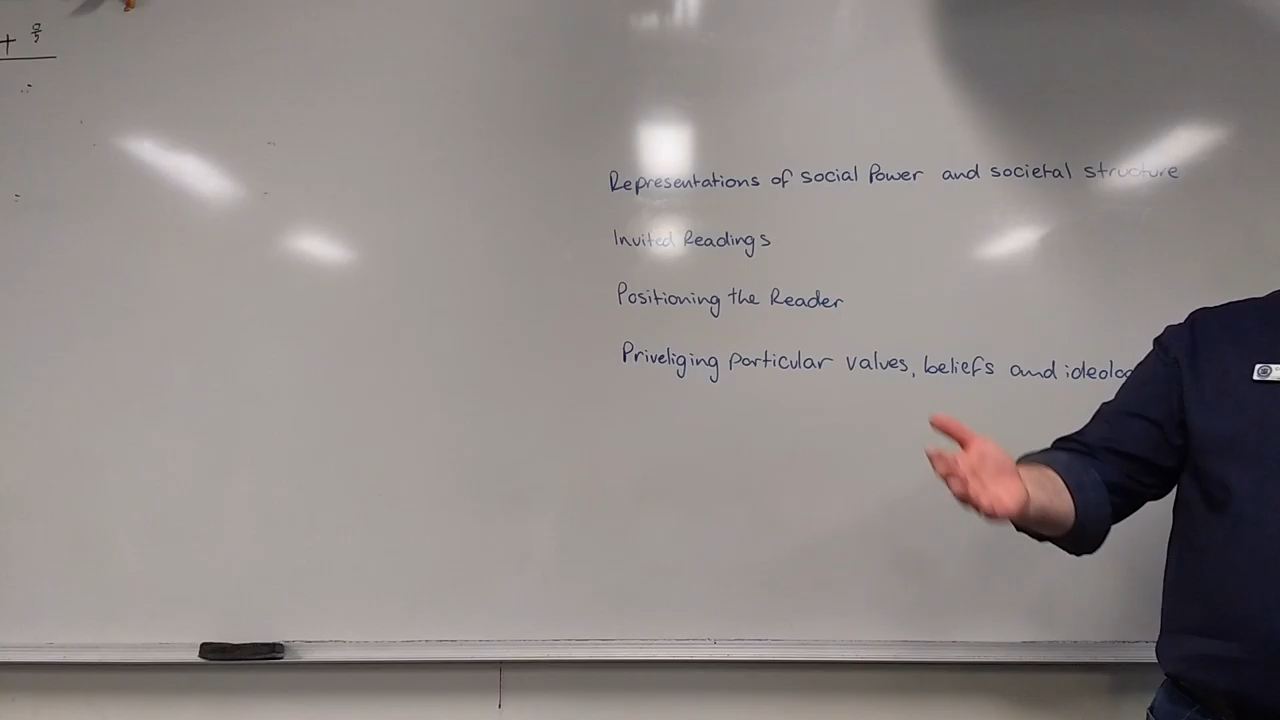 Representations of social Power and societal structure
Invited Readings
Positioning the Reader
Priveliging particular values, beliefs and